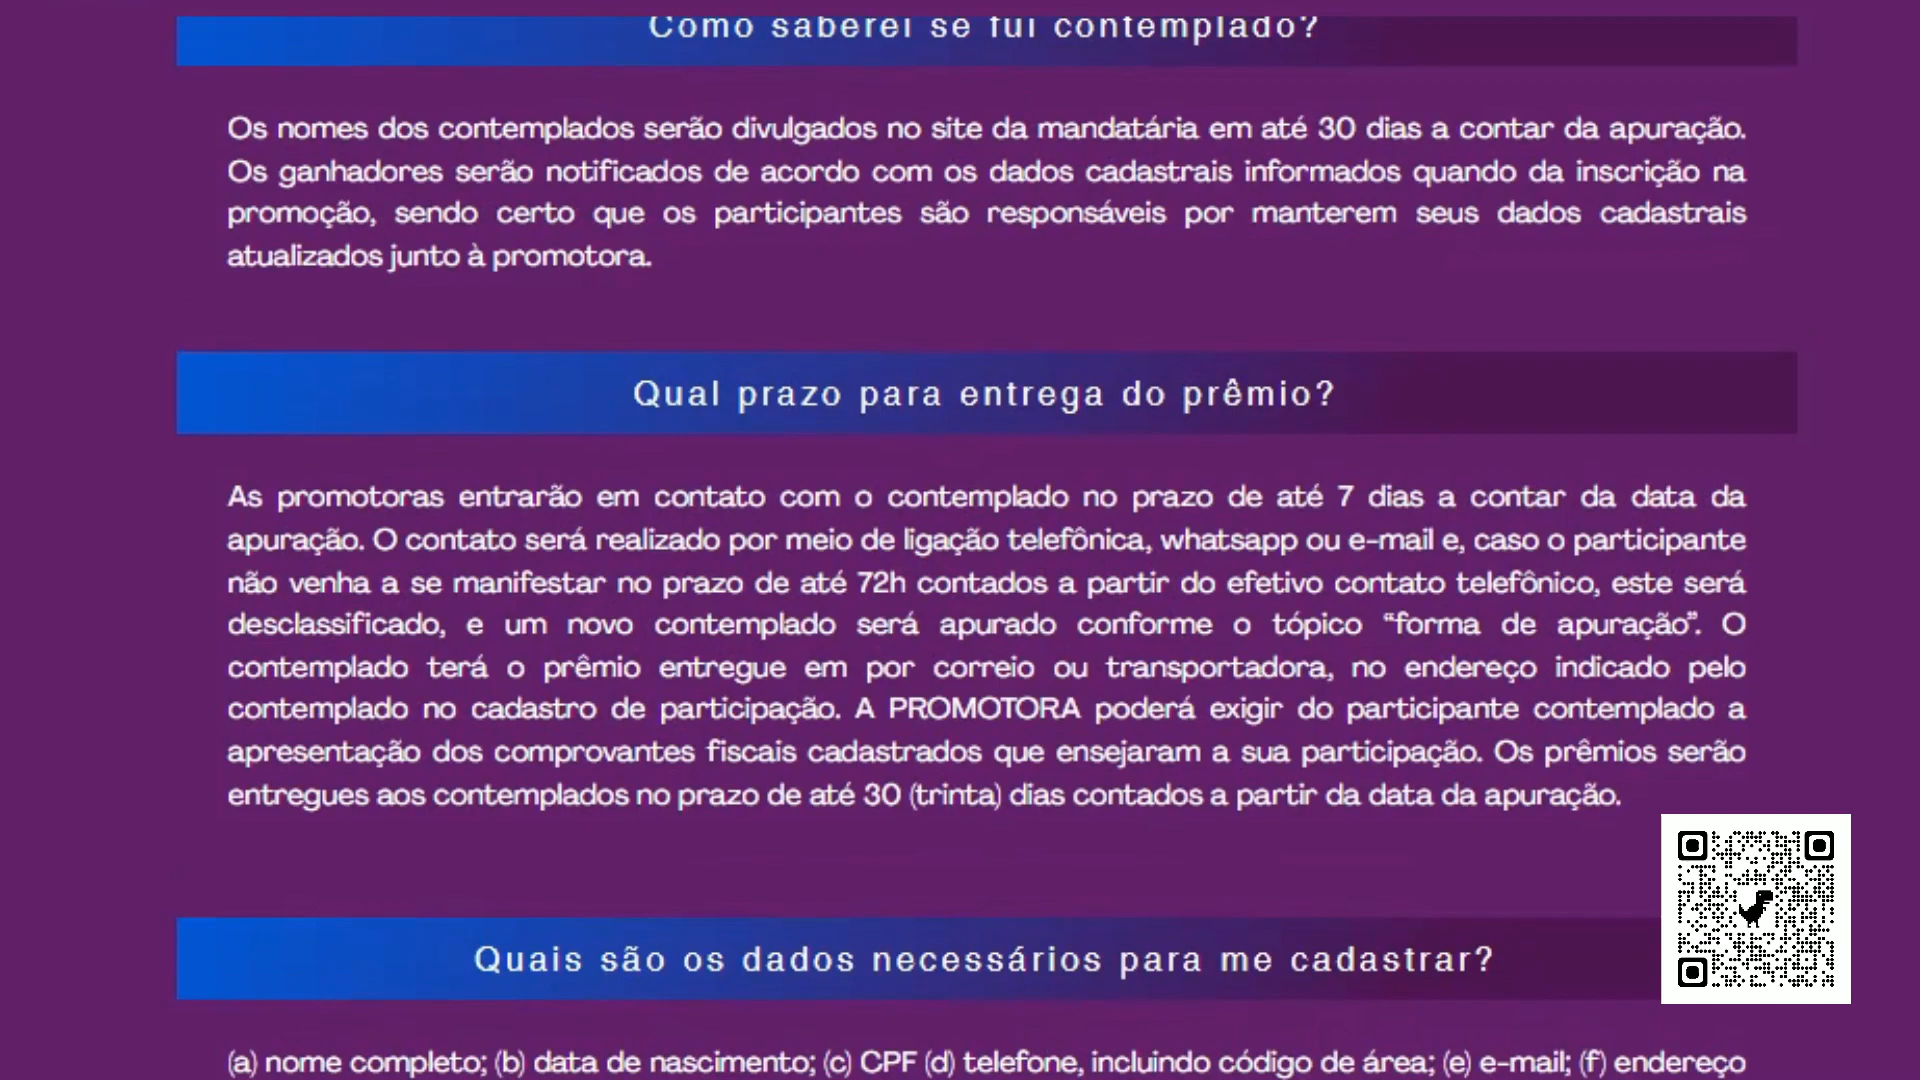 Como saberei se fui contemplado?
Os nomes dos contemplados serão divulgados no site da mandatária em até 30 dias a contar da apuração.
Os ganhadores serão notificados de acordo com os dados cadastrais informados quando da inscrição na
promoção, sendo certo que os participantes são responsáveis por manterem seus dados cadastrais
atualizados junto à promotora.
Qual prazo para entrega do prêmio?
As promotoras entrarão em contato com o contemplado no prazo de até 7 dias a contar da data da
apuração. O contato será realizado por meio de ligação telefônica, whatsapp ou e-mail e, caso o participante
não venha a se manifestar no prazo de até 72h contados a partir do efetivo contato telefônico, este será
desclassificado, e um novo contemplado será apurado conforme o tópico “forma de apuração”. O
contemplado terá o prêmio entregue em por correio ou transportadora, no endereço indicado pelo
contemplado no cadastro de participação. A PROMOTORA poderá exigir do participante contemplado a
apresentação dos comprovantes fiscais cadastrados que ensejaram a sua participação. Os prêmios serão
entregues aos contemplados no prazo de até 30 (trinta) dias contados a partir da data da apuração.
Quais são os dados necessários para me cadastrar?
(a) nome completo; (b) data de nascimento; (c) CPF (d) telefone, incluindo código de área; (e) e-mail; (f) endereço